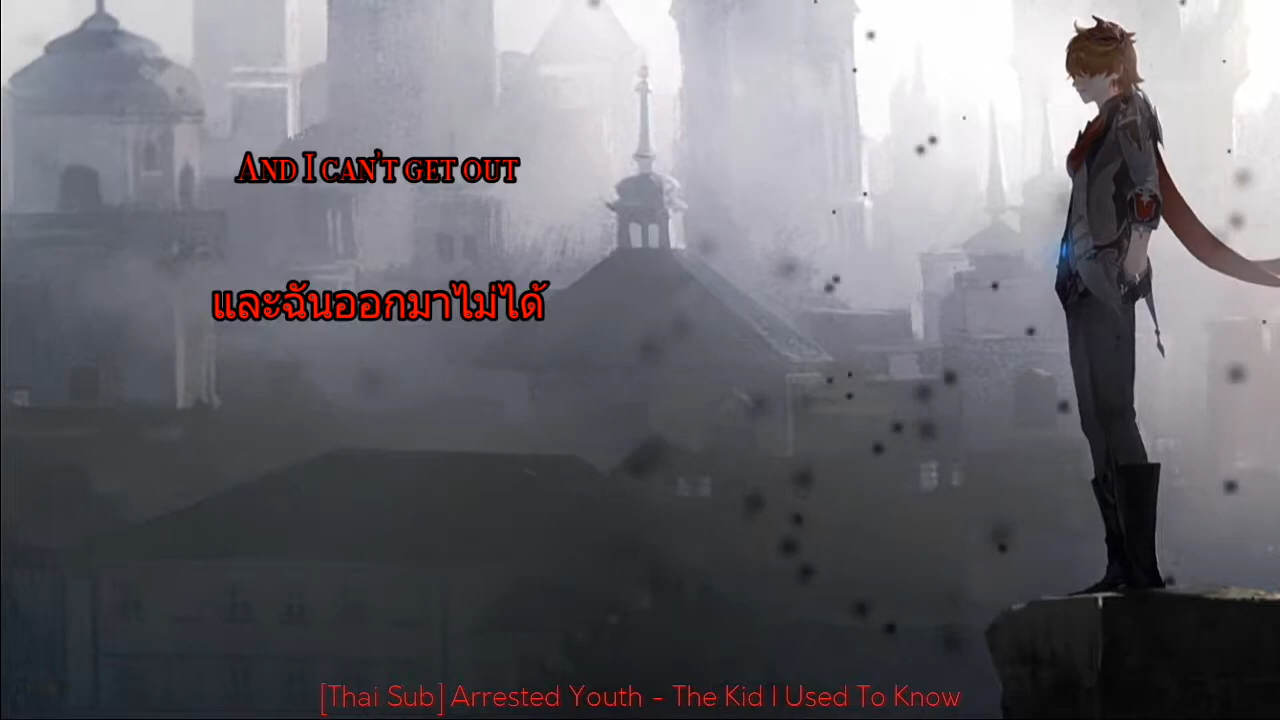 And I can't get out
และฉันออกมาไม่ได้
[Thai Sub] Arrested Youth - The Kid I Used To Know